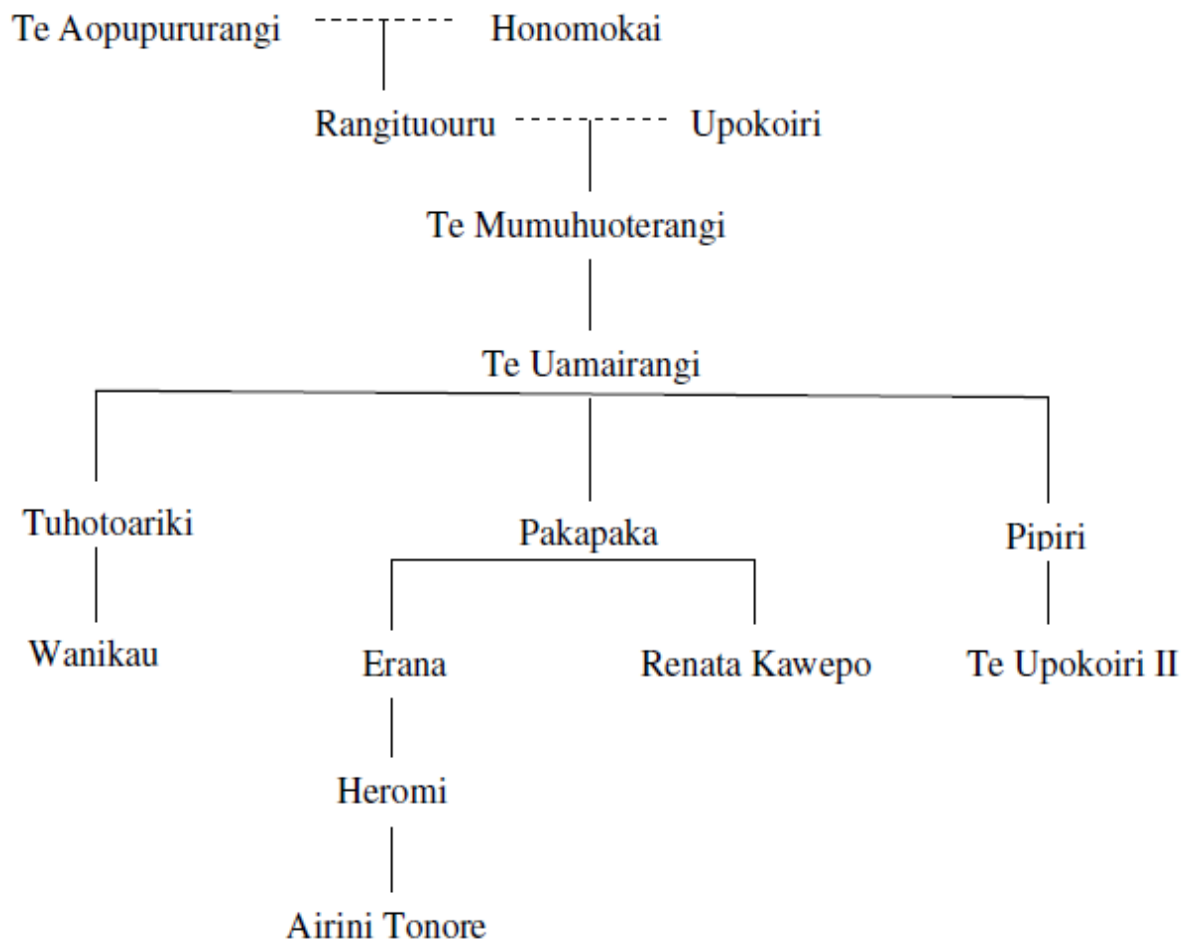 Te Aopupururangi Honomokai
Rangituouru Upokoiri
Te Mumuhuoterangi
Te Uamairangi
Tuhotoariki Pakapaka Pipiri
Wanikau Erana Renata Kawepo Te Upokoiri II
Heromi
Airini Tonore